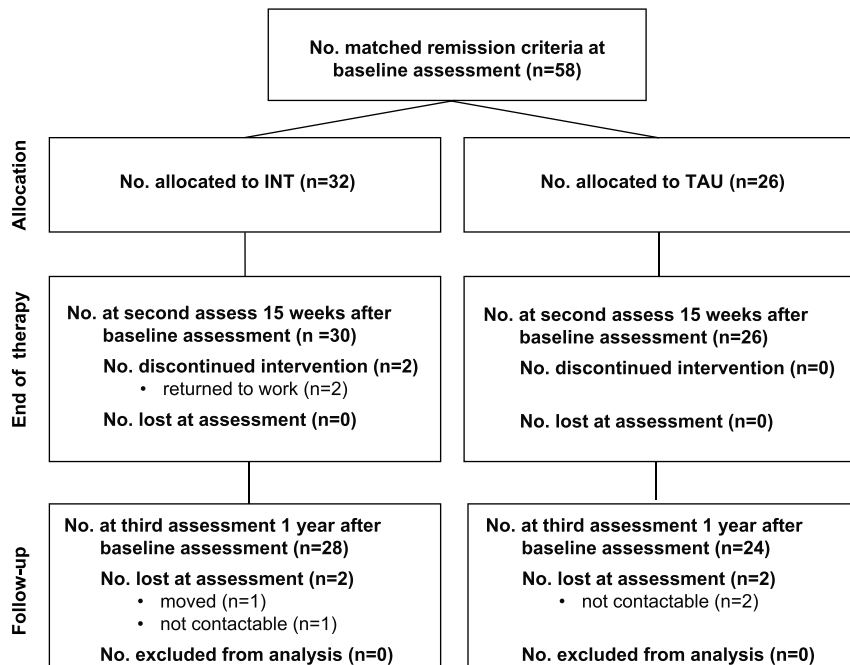 No. matched remission criteria at
baseline assessment (n=58)
Allocation
No. allocated to INT (n=32)
No. allocated to TAU (n=26)
End of therapy
No. at second assess 15 weeks after
baseline assessment (n =30)
No. discontinued intervention (n=2)
• returned to work (n=2)
No. lost at assessment (n=0)
No. at second assess 15 weeks after
baseline assessment (n=26)
No. discontinued intervention (n=0)
No. lost at assessment (n=0)
Follow-up
No. at third assessment 1 year after
baseline assessment (n=28)
No. lost at assessment (n=2)
• moved (n=1)
• not contactable (n=1)
No. excluded from analysis (n=0)
No. at third assessment 1 year after
baseline assessment (n=24)
No. lost at assessment (n=2)
• not contactable (n=2)
No. excluded from analysis (n=0)